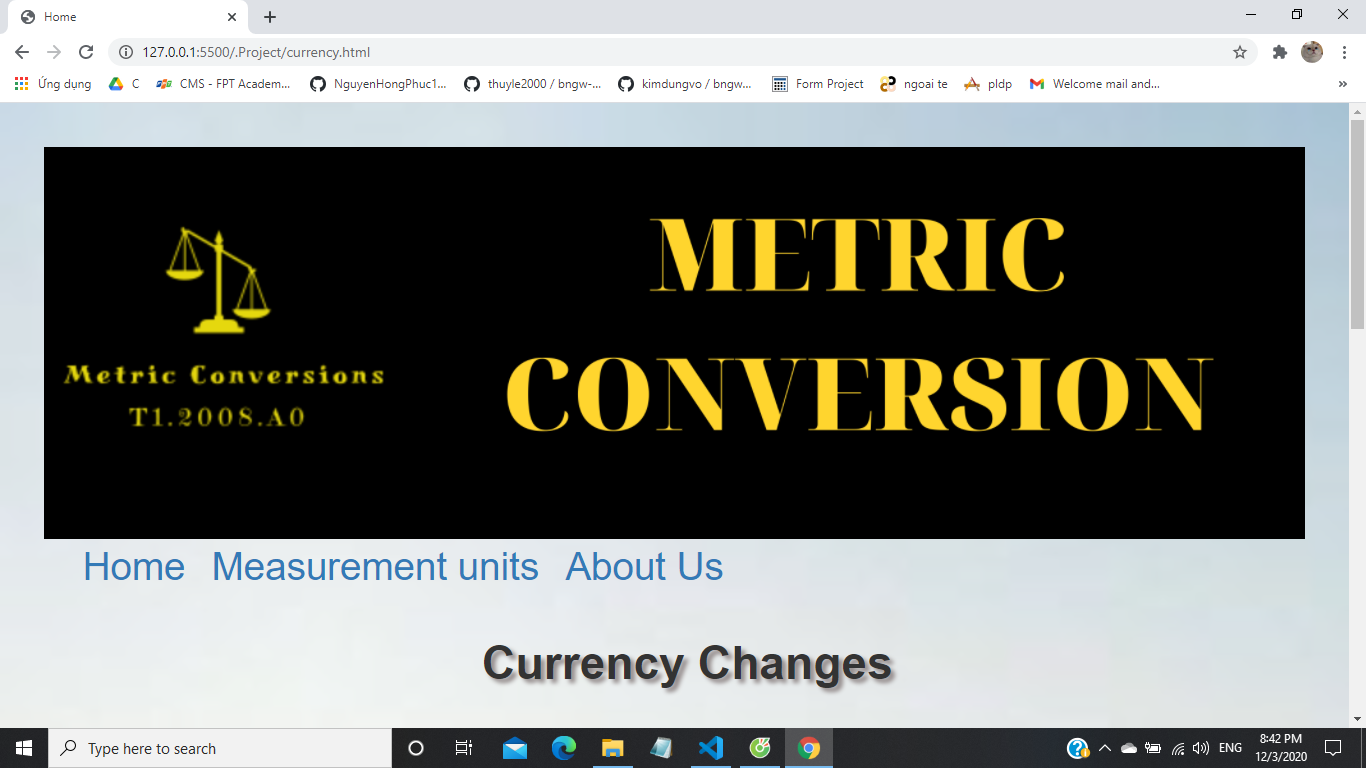 Home
127.0.0.1:5500/.Project/currency.html
Ứng dụng
C
CMS - FPT Academ...
NguyenHongPhuc1...
thuyle2000 / bngw-...
kimdungvo / bngw...
Form Project
ngoai te
pldp
Welcome mail and...
»
METRIC
CONVERSION
Metric Conversions
T1.2008.A0
Home Measurement units About Us
Currency Changes
Type here to search
ENG
8:42 PM
12/3/2020